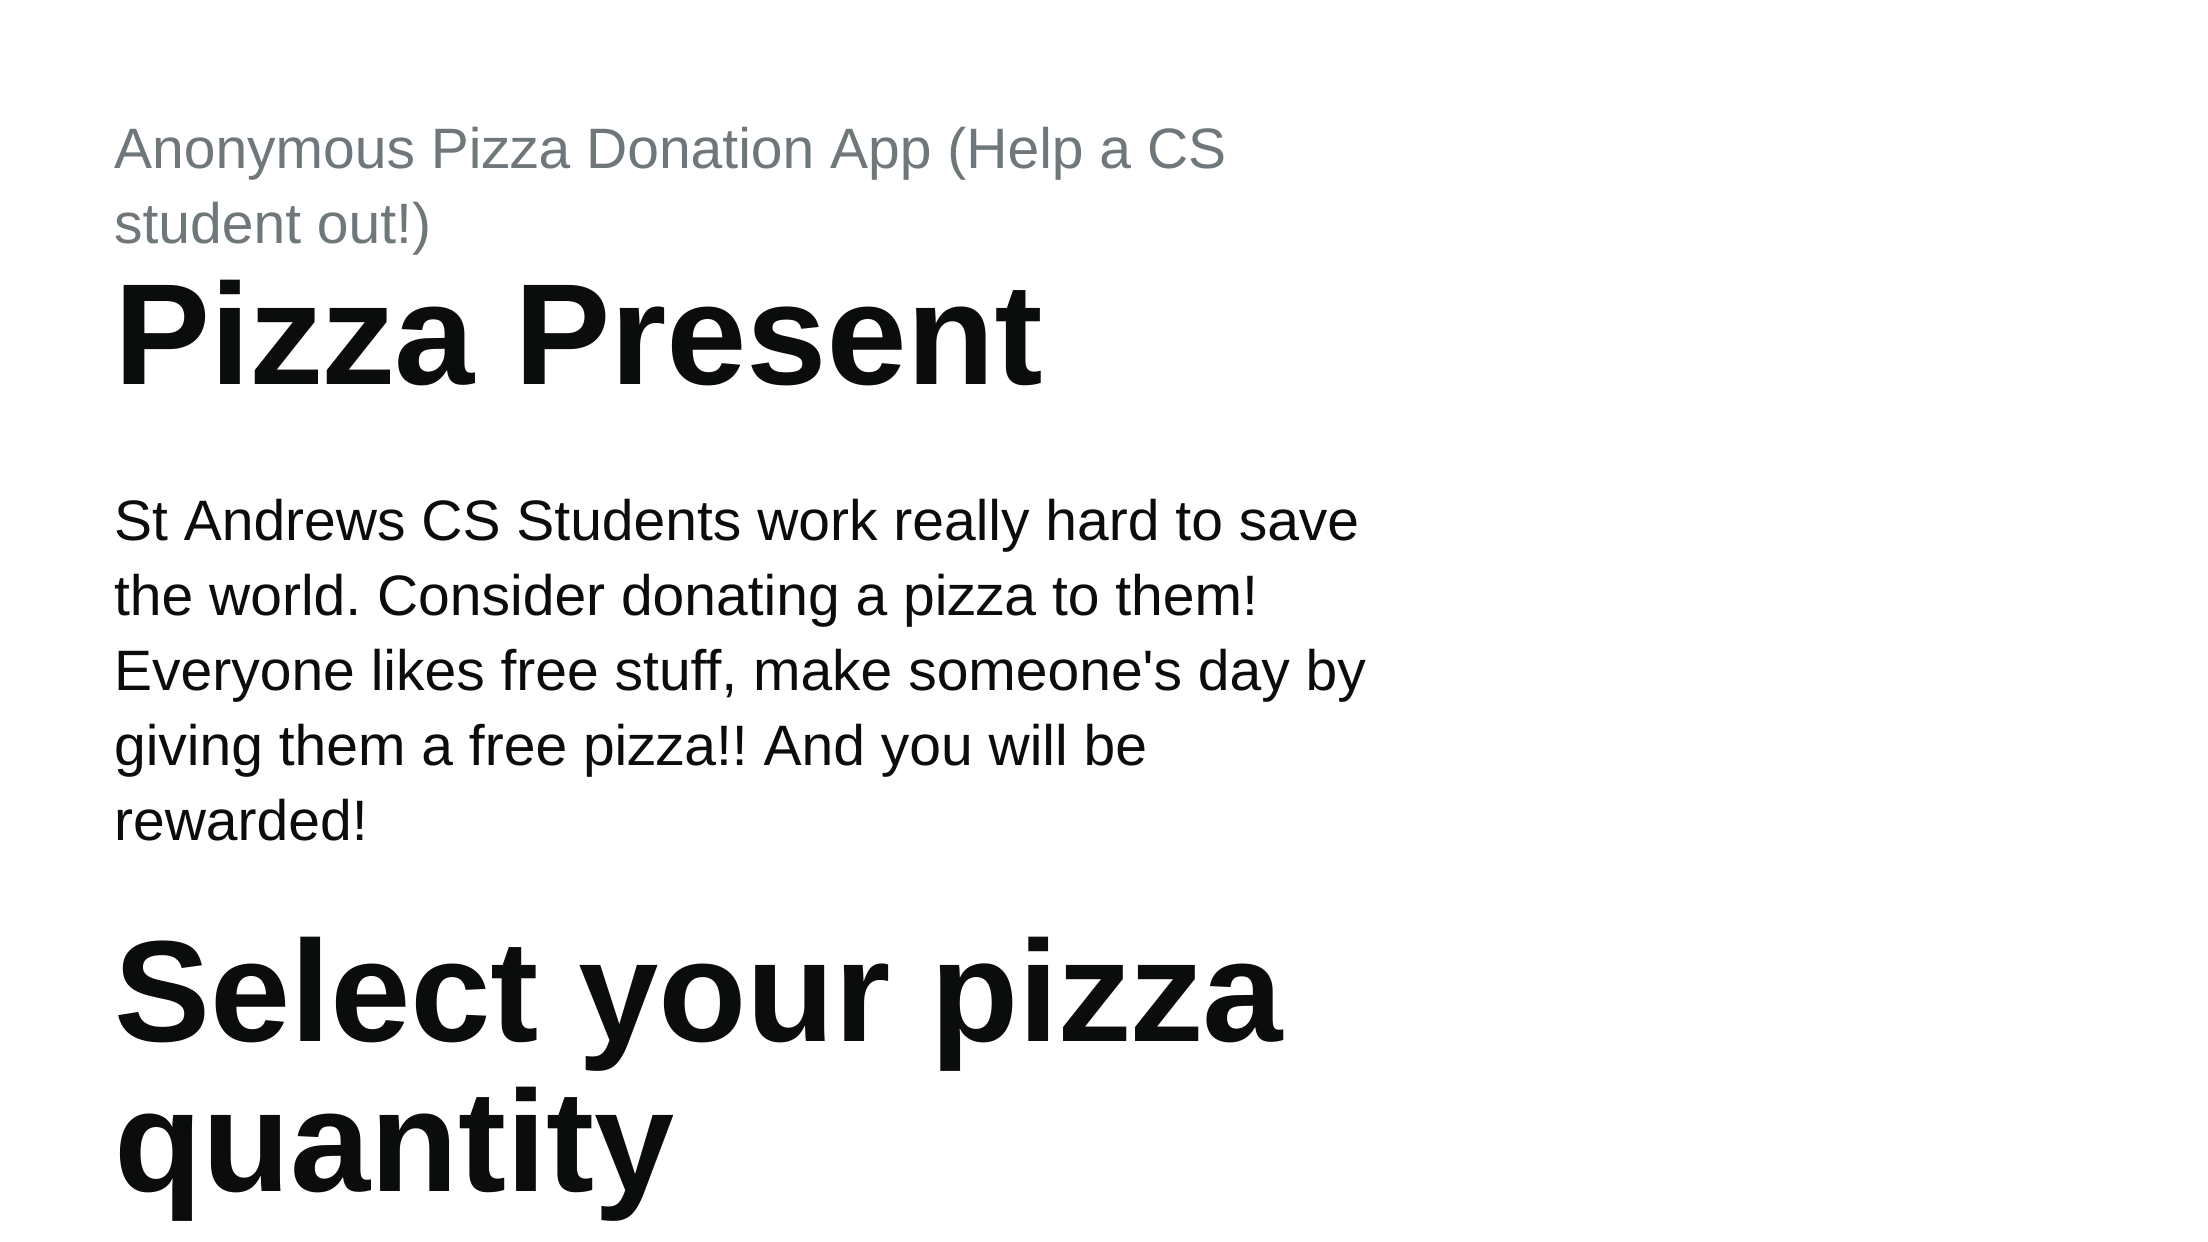 Anonymous Pizza Donation App (Help a CS
student out!)
Pizza Present
St Andrews CS Students work really hard to save
the world. Consider donating a pizza to them!
Everyone likes free stuff, make someone's day by
giving them a free pizza!! And you will be
rewarded!
Select your pizza
quantity